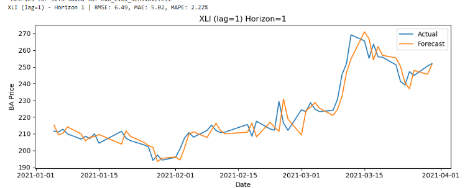 XLI (lag=1) - Horizon 1 | RMSE: 6.49, MAE: 5.02, MAPE: 2.22%
XLI (lag=1) Horizon=1
Actual
Forecast
270
260
250
240
230
220
210
200
190
BA Price
2021-01-01
2021-01-15
2021-02-01
2021-02-15
2021-03-01
2021-03-15
2021-04-01
Date